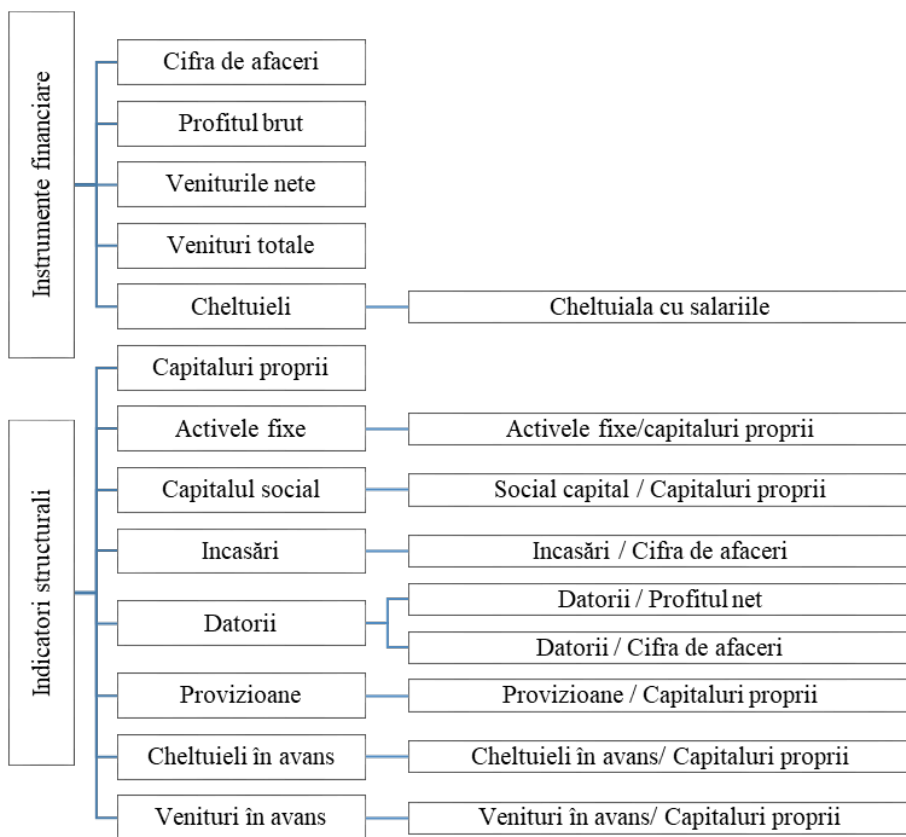 Instrumente financiare
Cifra de afaceri
Profitul brut
Veniturile nete
Venituri totale
Cheltuieli
Cheltuiala cu salariile
Indicatori structurali
Capitaluri proprii
Activele fixe
Activele fixe/capitaluri proprii
Capitalul social
Social capital / Capitaluri proprii
Incasări
Incasări / Cifra de afaceri
Datorii
Datorii / Profitul net
Datorii / Cifra de afaceri
Provizioane
Provizioane / Capitaluri proprii
Cheltuieli în avans
Cheltuieli în avans/ Capitaluri proprii
Venituri în avans
Venituri în avans/ Capitaluri proprii